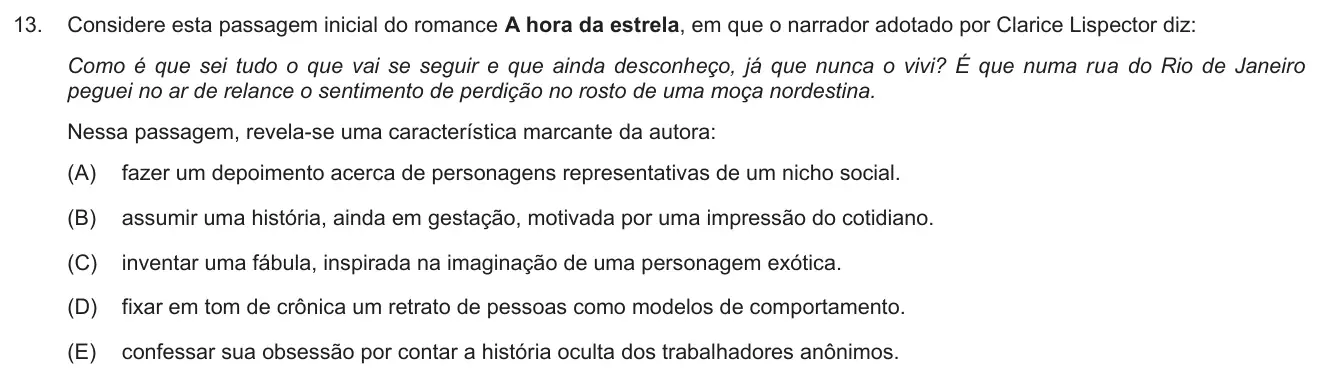 13. Considere esta passagem inicial do romance A hora da estrela, em que o narrador adotado por Clarice Lispector diz:
Como é que sei tudo o que vai se seguir e que ainda desconheço, já que nunca o vivi? É que numa rua do Rio de Janeiro
peguei no ar de relance o sentimento de perdição no rosto de uma moça nordestina.
Nessa passagem, revela-se uma característica marcante da autora:
(A) fazer um depoimento acerca de personagens representativas de um nicho social.
(B) assumir uma história, ainda em gestação, motivada por uma impressão do cotidiano.
(C) inventar uma fábula, inspirada na imaginação de uma personagem exótica.
(D) fixar em tom de crônica um retrato de pessoas como modelos de comportamento.
(E) confessar sua obsessão por contar a história oculta dos trabalhadores anônimos.